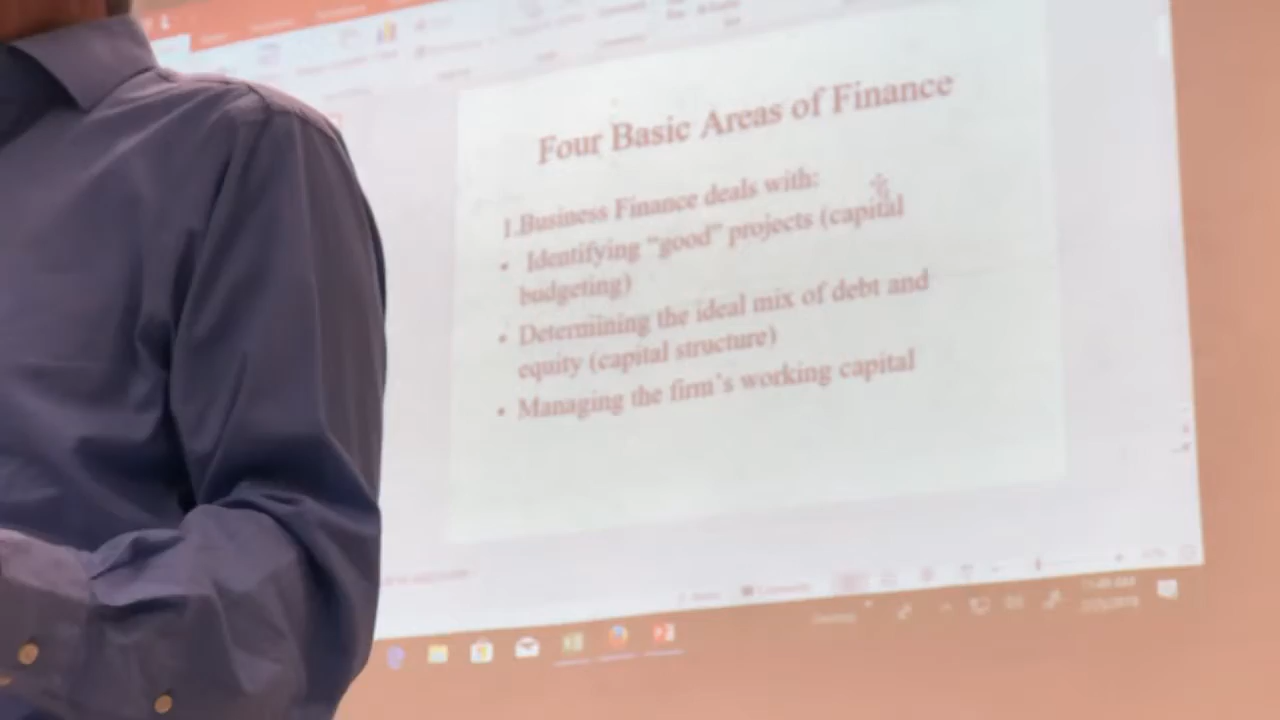 Four Basic Areas of Finance
1.Business Finance deals with:
• Identifying “good” projects (capital
budgeting)
• Determining the ideal mix of debt and
equity (capital structure)
• Managing the firm’s working capital